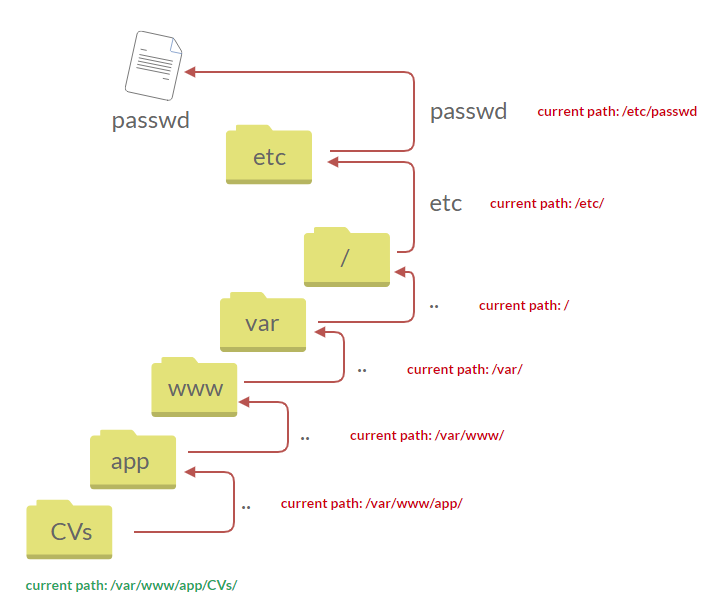 passwd
passwd current path: /etc/passwd
etc
etc current path: /etc/
/
.. current path: /
var
.. current path: /var/
www
.. current path: /var/www/
app
.. current path: /var/www/app/
CVs
current path: /var/www/app/CVs/